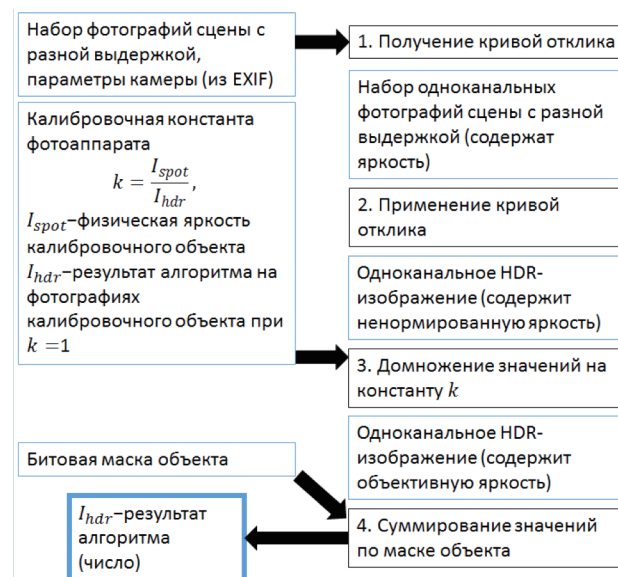 Набор фотографий сцены с
разной выдержкой,
параметры камеры (из EXIF)
1. Получение кривой отклика
Набор одноканальных
фотографий сцены с разной
выдержкой (содержат
яркость)
Калибровочная константа
фотоаппарата
k = I_spot / I_hdr,
I_spot–физическая яркость
калибровочного объекта
I_hdr–результат алгоритма на
фотографиях
калибровочного объекта при
k =1
2. Применение кривой
отклика
Одноканальное HDR-
изображение (содержит
ненормированную яркость)
3. Домножение значений на
константу k
Одноканальное HDR-
изображение (содержит
объективную яркость)
Битовая маска объекта
4. Суммирование значений
по маске объекта
I_hdr–результат
алгоритма
(число)